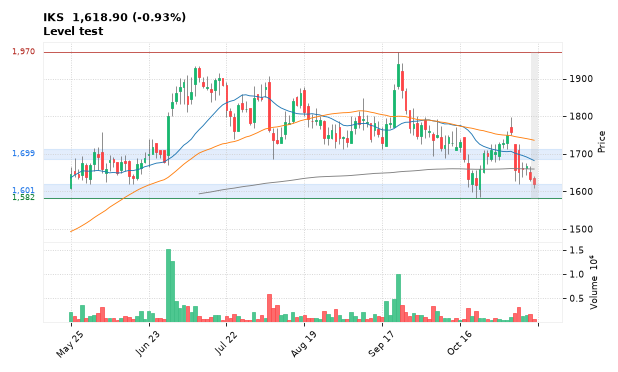 IKS 1,618.90 (-0.93%)
Level test
1,970
1,699
1,601
1,582
1900
1800
1700
1600
1500
Price
1.5
1.0
0.5
Volume 10⁶
May 25
Jun 23
Jul 22
Aug 19
Sep 17
Oct 16